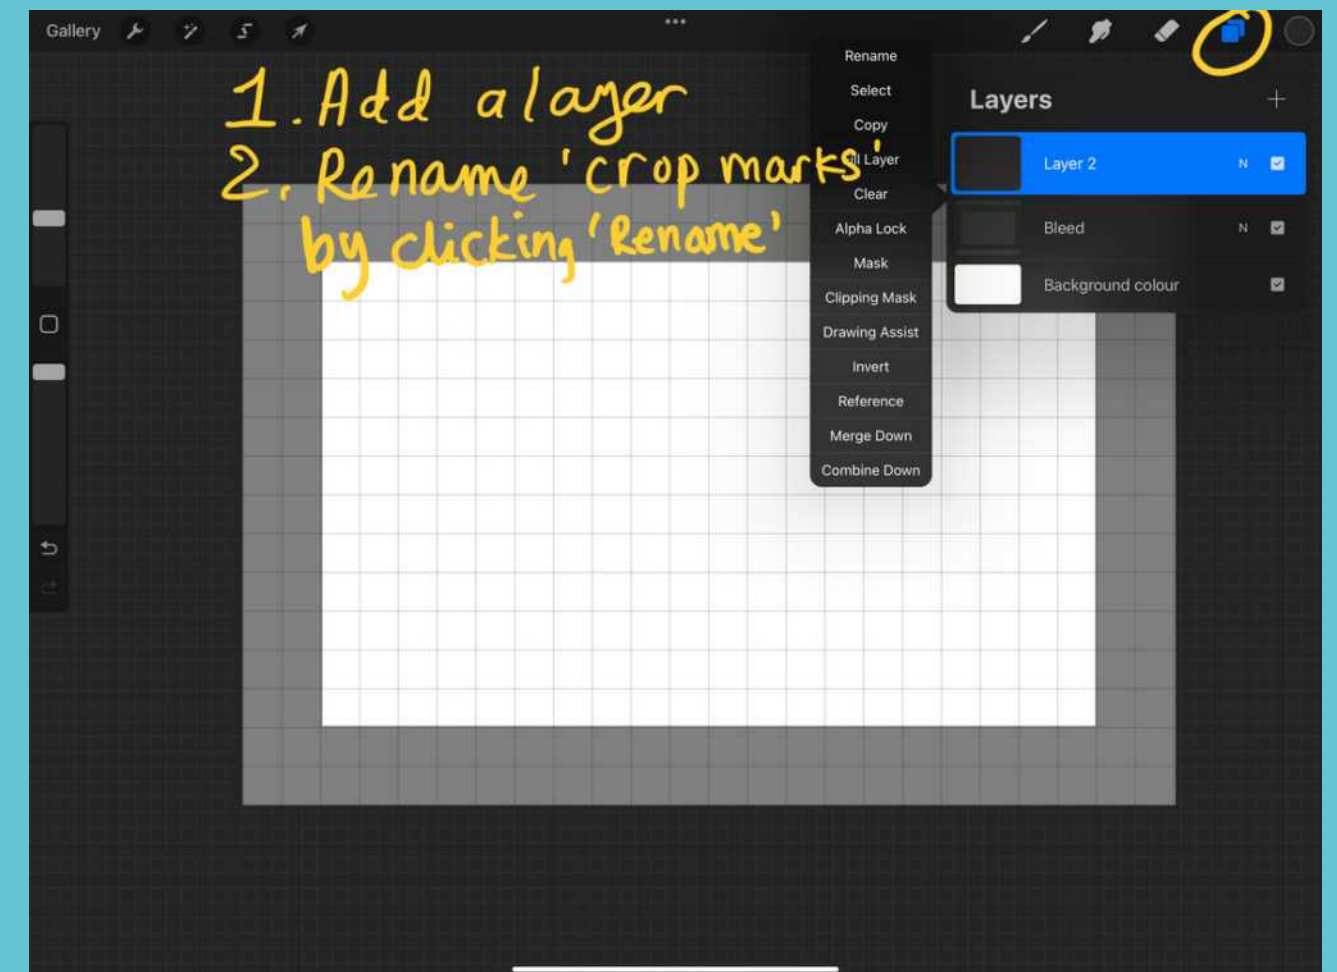 Gallery
1. Add a layer
2. Rename 'crop marks'
by clicking 'Rename'
Rename
Select
Copy
Layer
Clear
Alpha Lock
Mask
Clipping Mask
Drawing Assist
Invert
Reference
Merge Down
Combine Down
Layers
Layer 2 N
Bleed N
Background colour